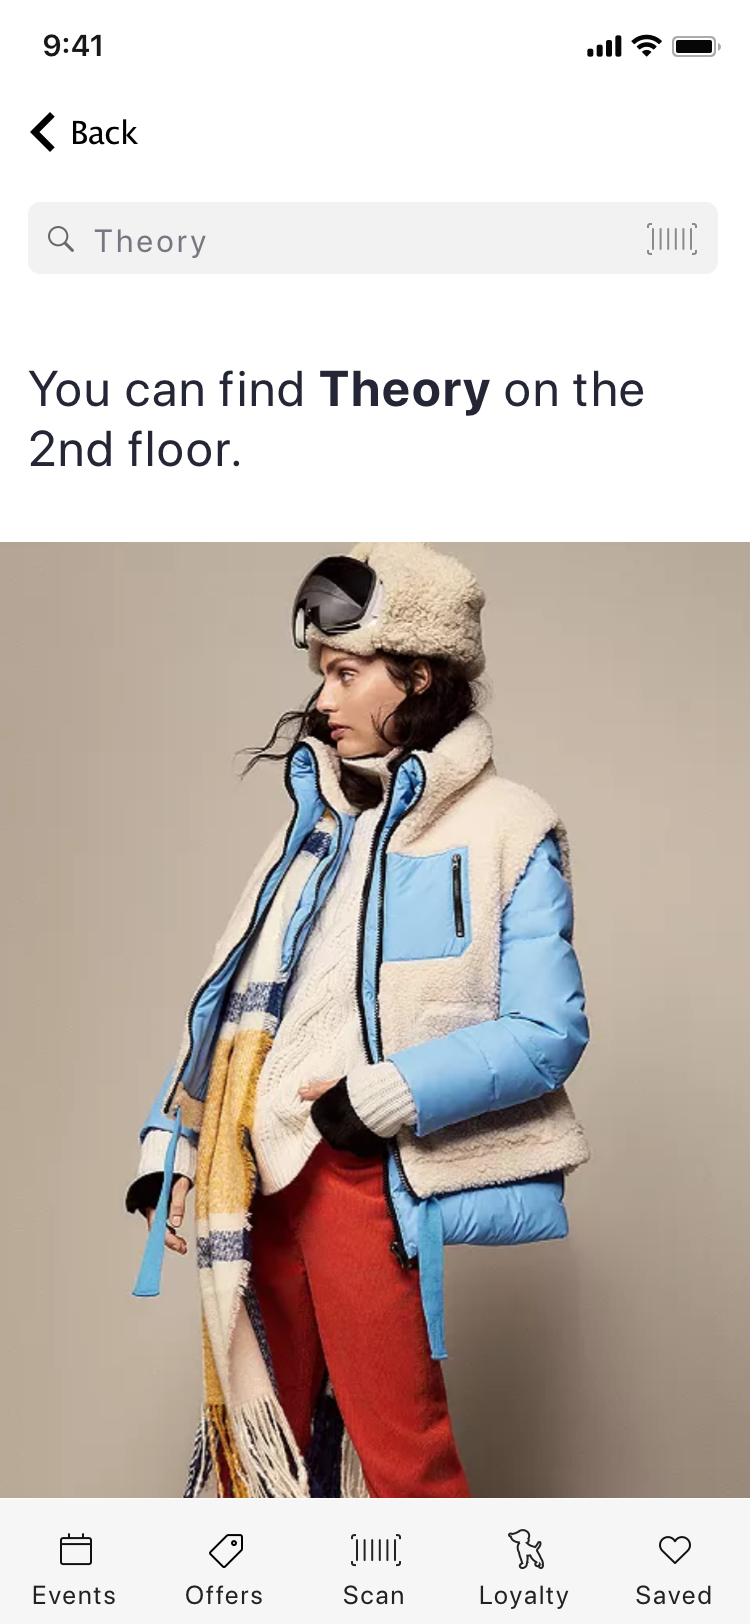 9:41
Back
Theory
You can find Theory on the
2nd floor.
Events Offers Scan Loyalty Saved